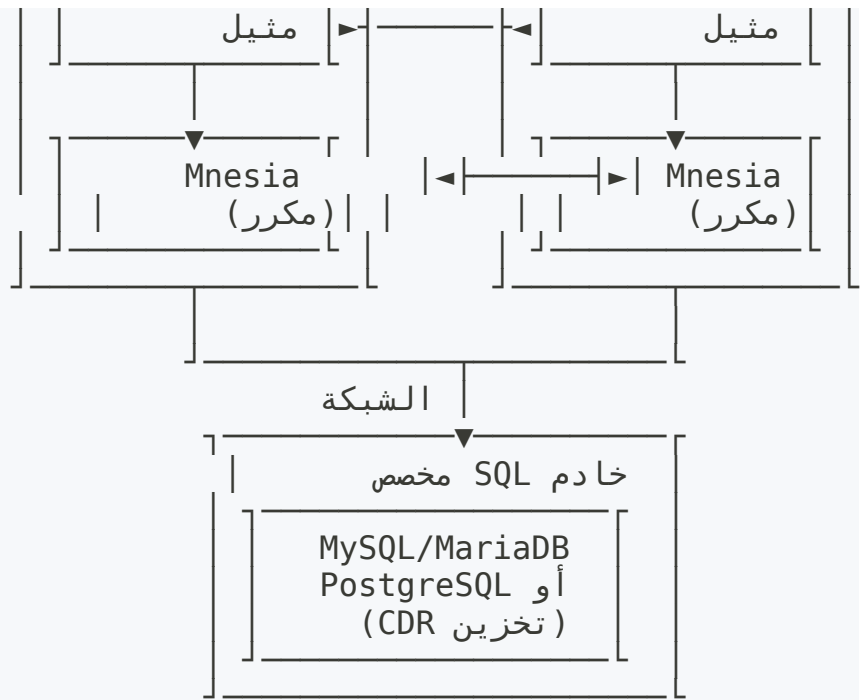 مثيل مثيل
Mnesia Mnesia
(مكرر) (مكرر)
الشبكة
خادم SQL مخصص
MySQL/MariaDB
أو PostgreSQL
(تخزين CDR)